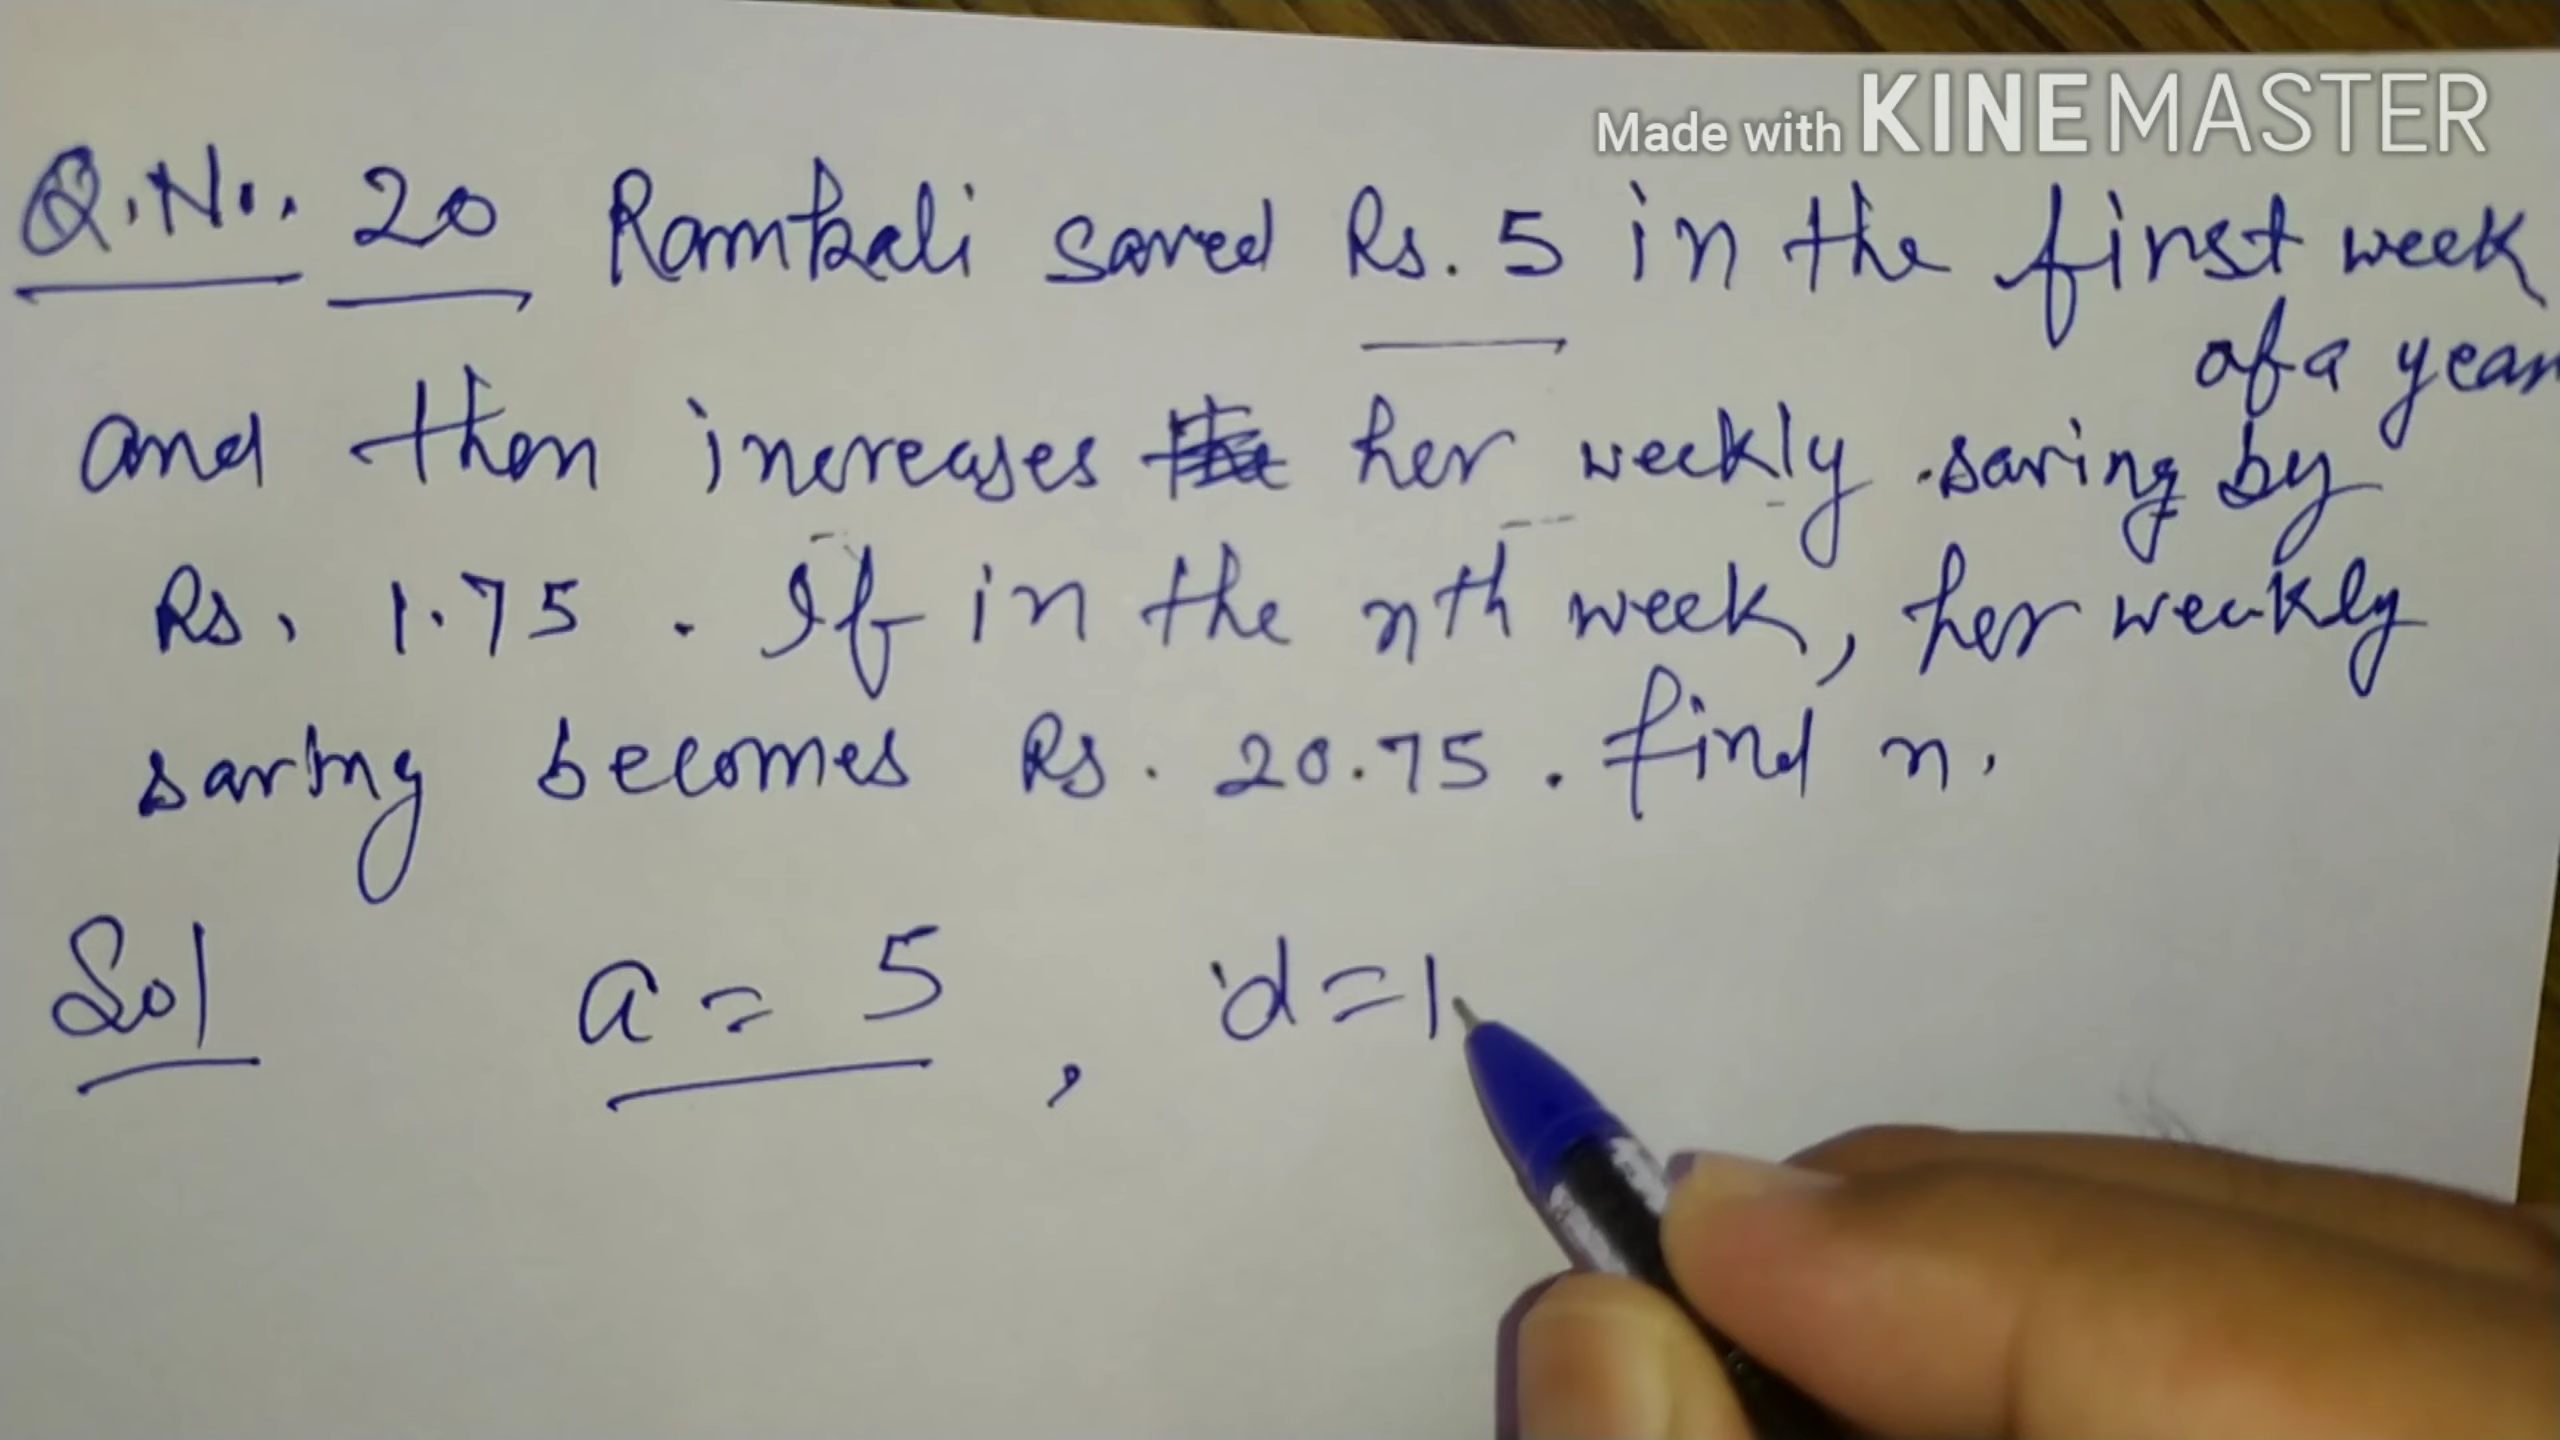 Made with KINEMASTER
Q.No. 20 Ramkali saved Rs. 5 in the first week
of a year
and then increases her weekly saving by
Rs. 1.75. If in the nth week, her weekly
saving becomes Rs. 20.75. find n.
Sol a = 5, d = 1